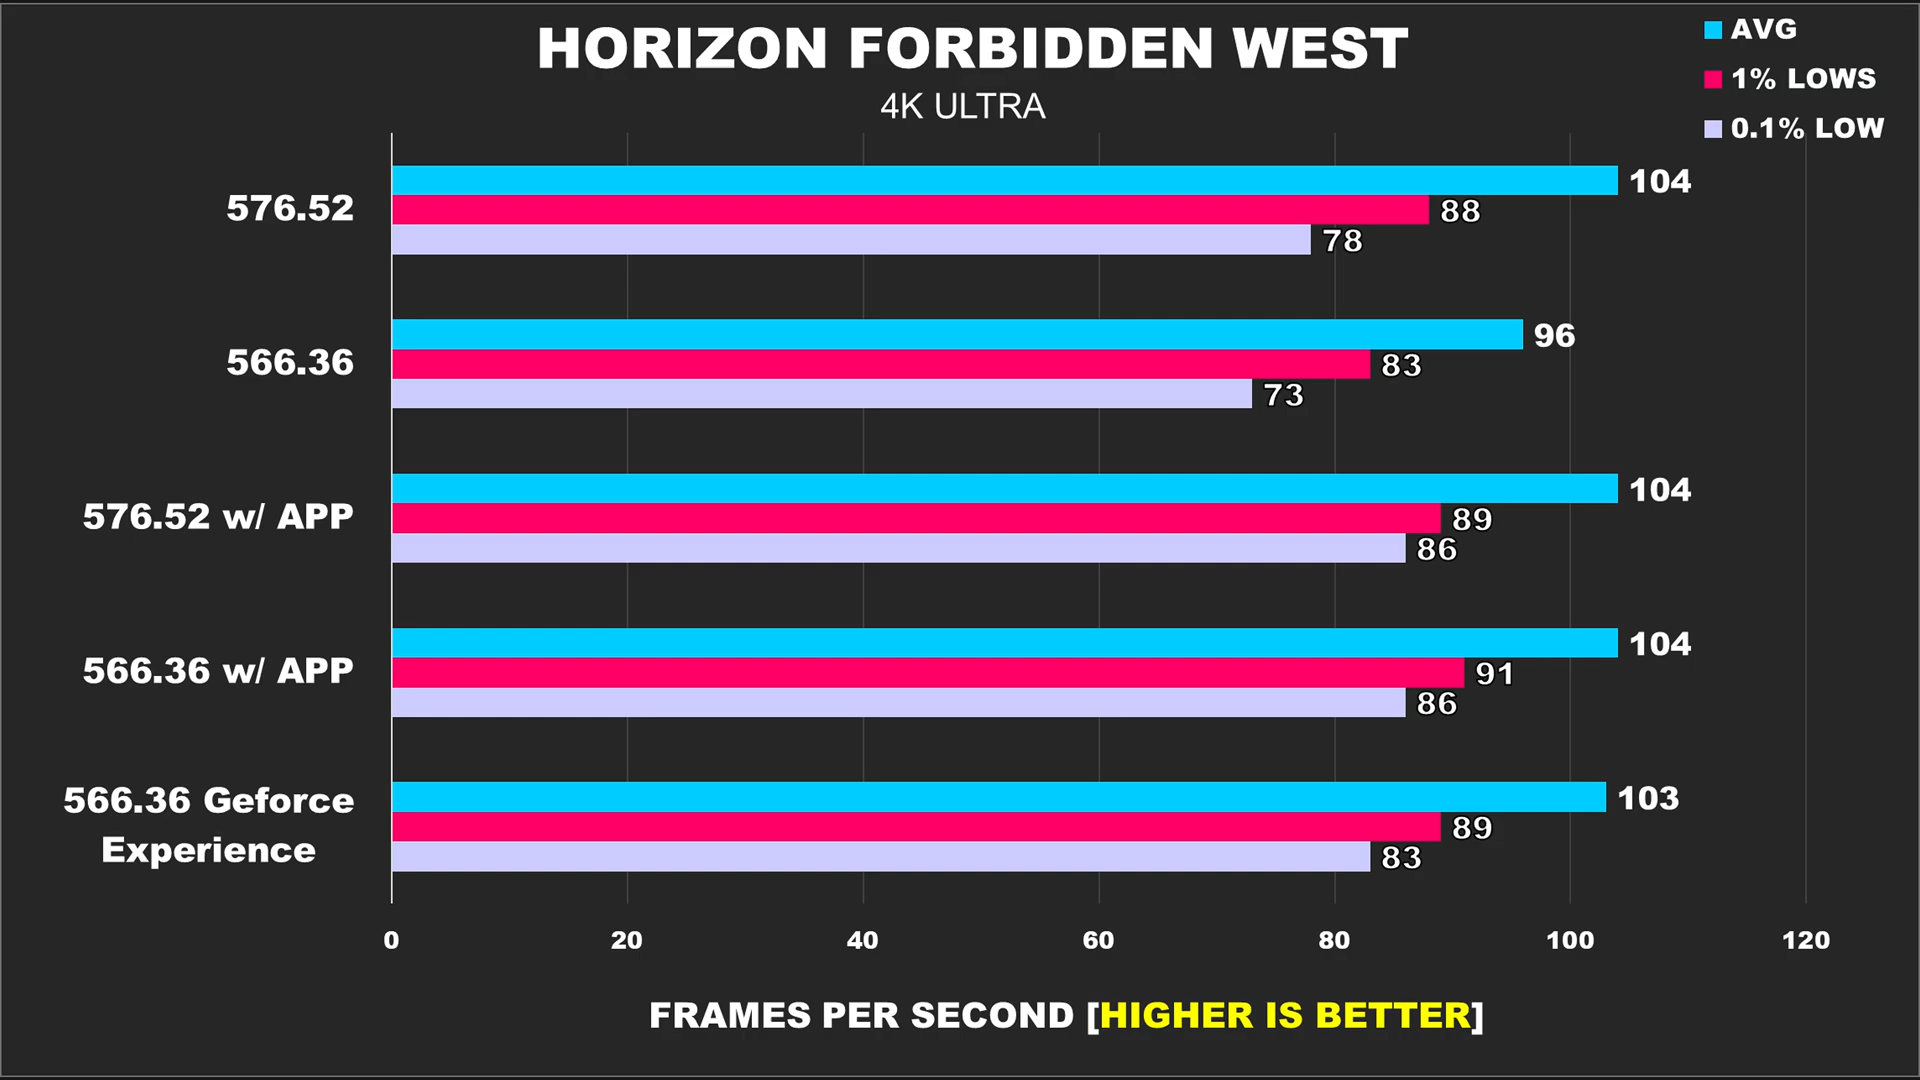 HORIZON FORBIDDEN WEST
4K ULTRA
AVG
1% LOWS
0.1% LOW
576.52
104
88
78
566.36
96
83
73
576.52 w/ APP
104
89
86
566.36 w/ APP
104
91
86
566.36 Geforce
Experience
103
89
83
0 20 40 60 80 100 120
FRAMES PER SECOND [HIGHER IS BETTER]